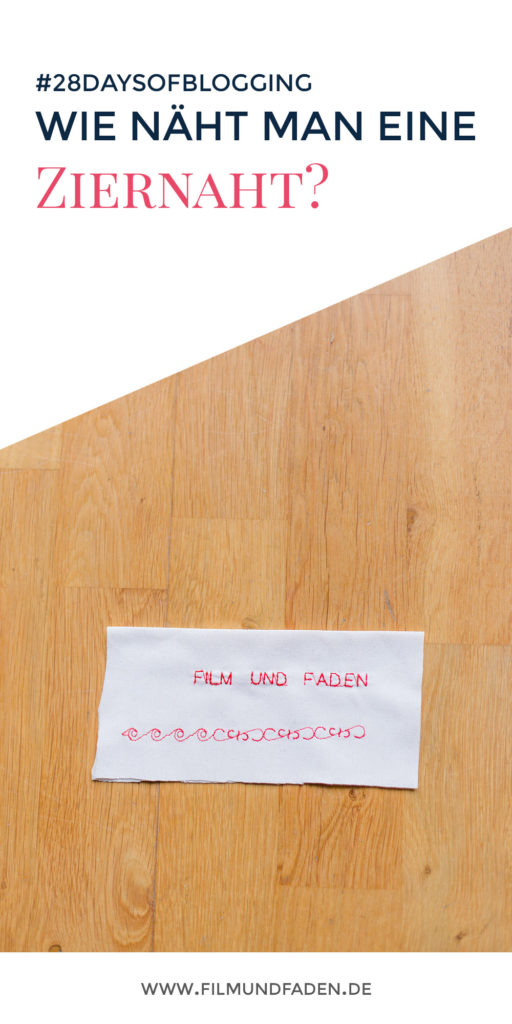 #28DAYSOFBLOGGING
WIE NÄHT MAN EINE
ZIERNAHT?
FILM UND FADEN
WWW.FILMUNDFADEN.DE